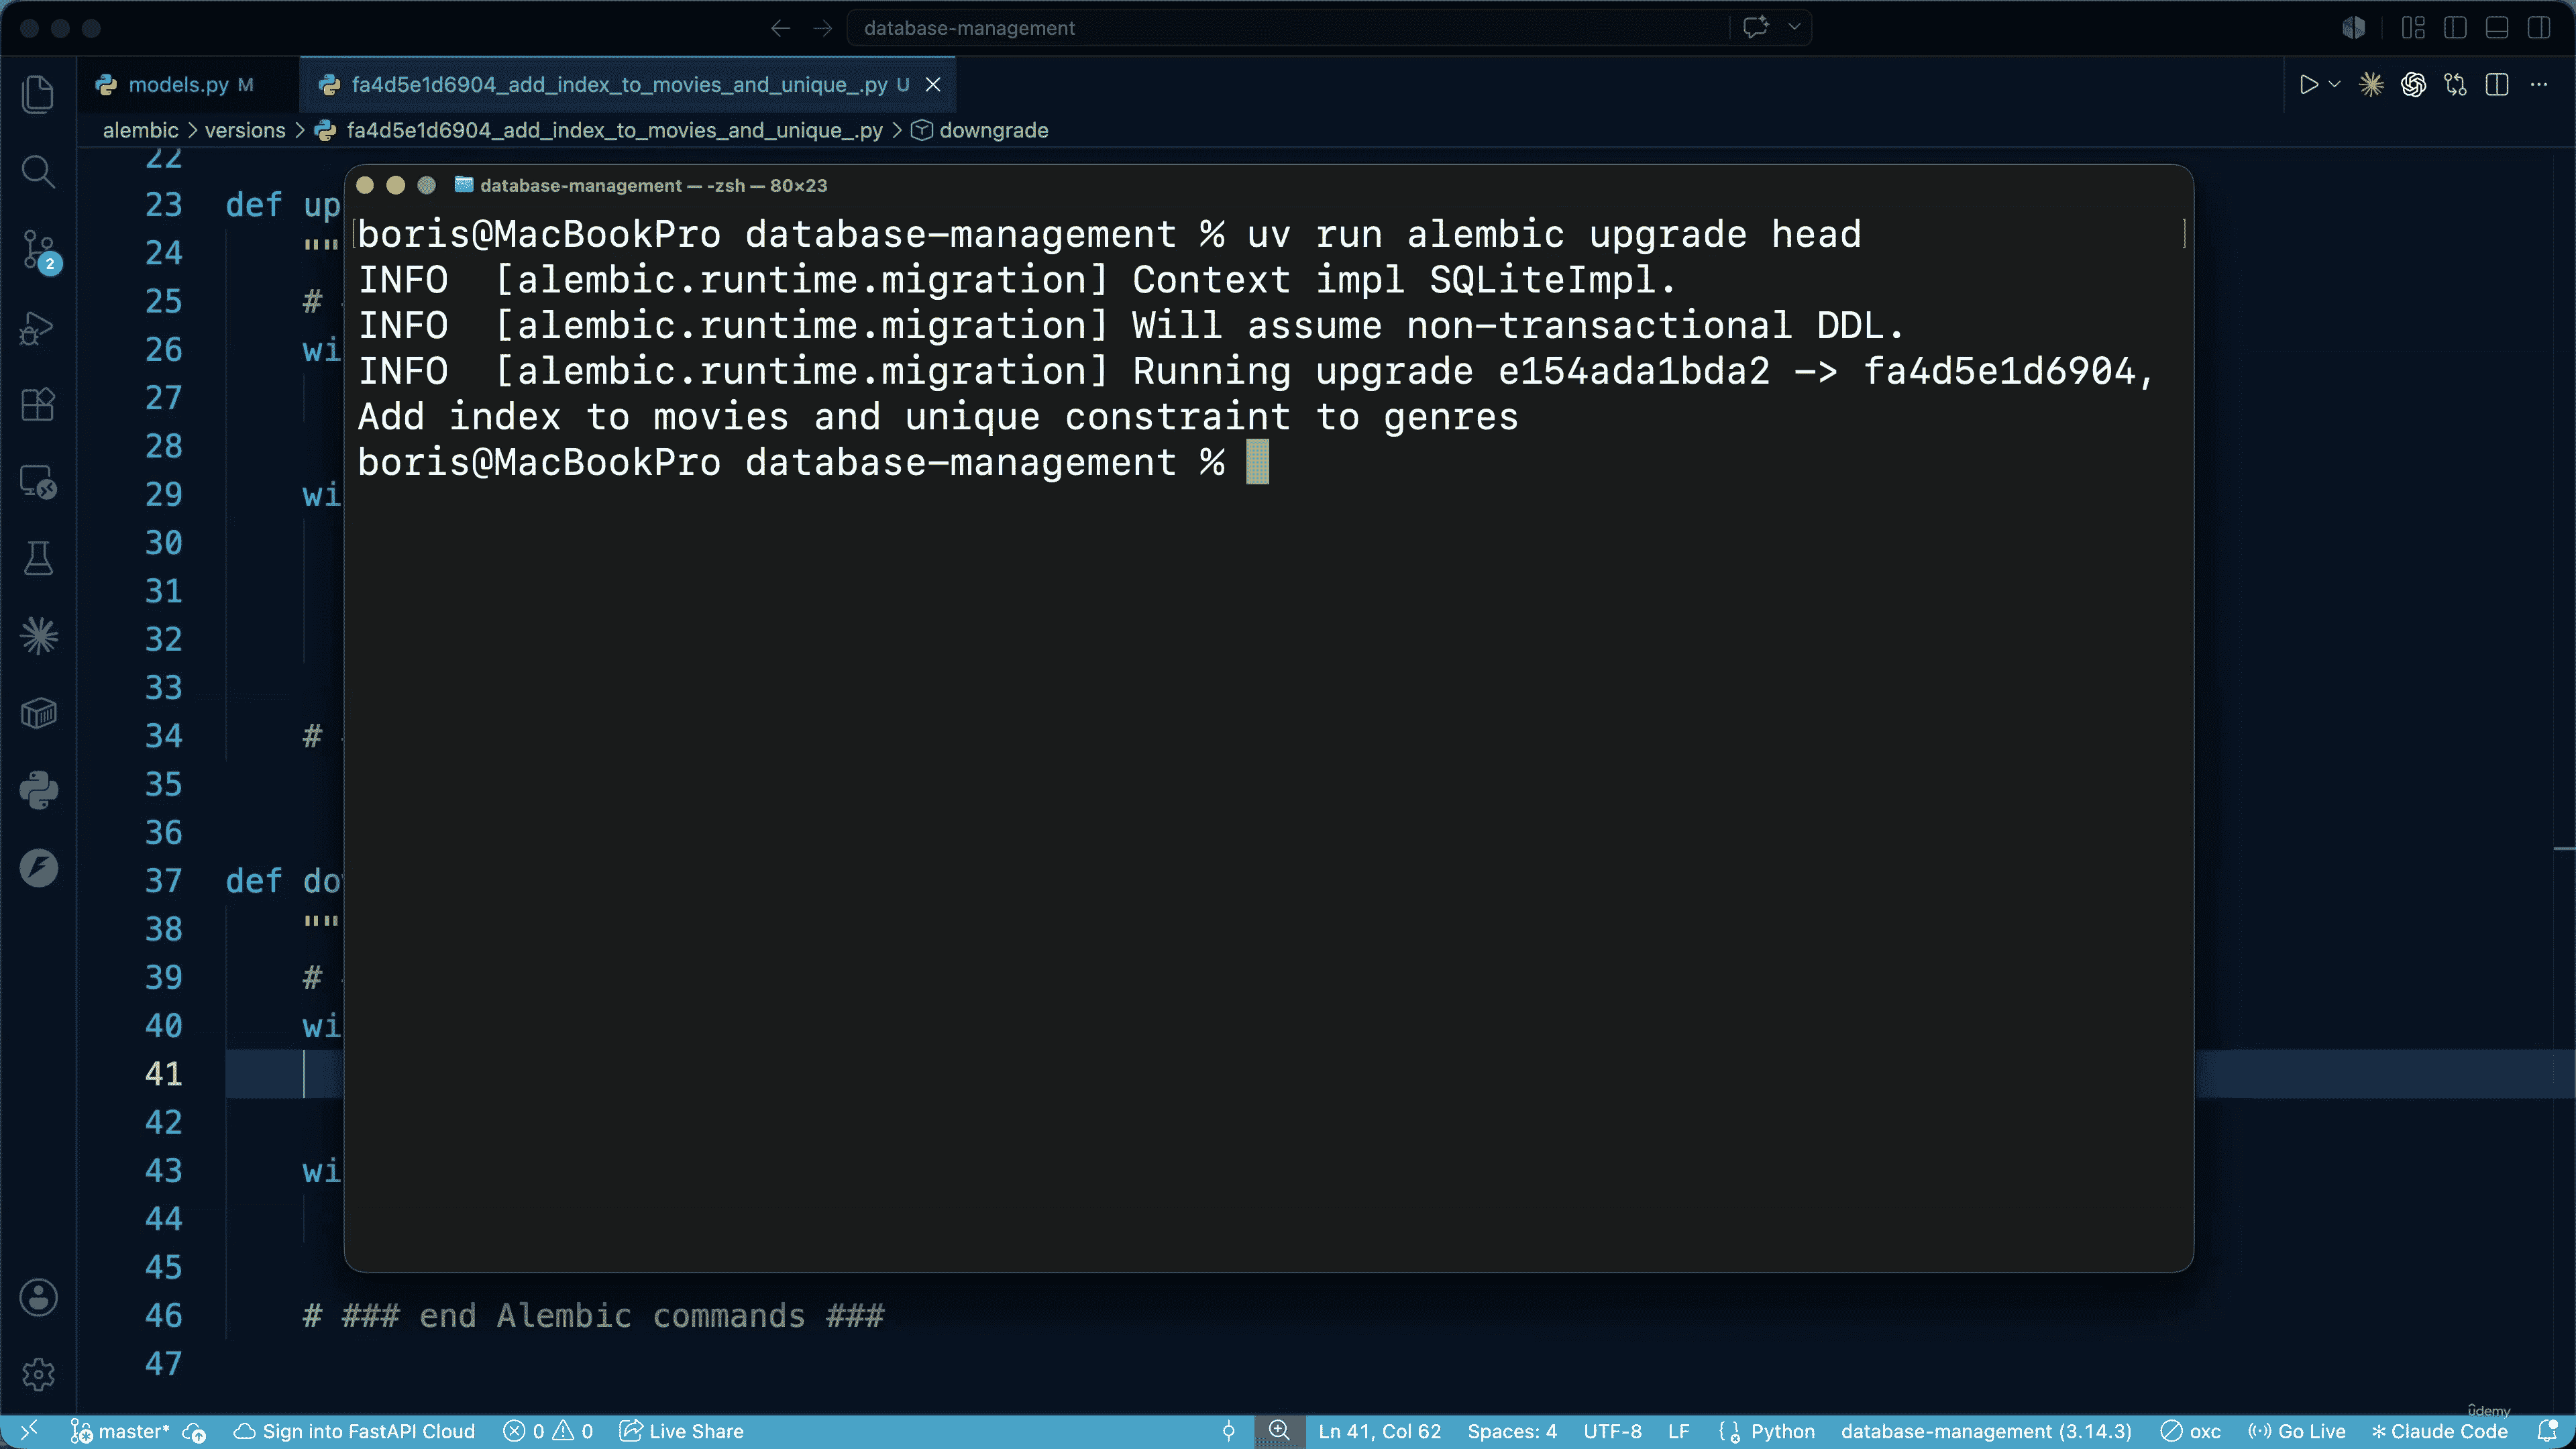 database-management
models.py M
fa4d5e1d6904_add_index_to_movies_and_unique_.py U
alembic > versions > fa4d5e1d6904_add_index_to_movies_and_unique_.py > downgrade
22
23 def up
24 """
25 #
26 wi
27
28
29 wi
30
31
32
33
34 #
35
36
37 def do
38 """
39 #
40 wi
41
42
43 wi
44
45
46 # ### end Alembic commands ###
47
database-management — -zsh — 80×23
boris@MacBookPro database-management % uv run alembic upgrade head
INFO [alembic.runtime.migration] Context impl SQLiteImpl.
INFO [alembic.runtime.migration] Will assume non-transactional DDL.
INFO [alembic.runtime.migration] Running upgrade e154ada1bda2 -> fa4d5e1d6904,
Add index to movies and unique constraint to genres
boris@MacBookPro database-management %
2
udemy
master* Sign into FastAPI Cloud 0 0 Live Share Ln 41, Col 62 Spaces: 4 UTF-8 LF Python database-management (3.14.3) oxc Go Live Claude Code